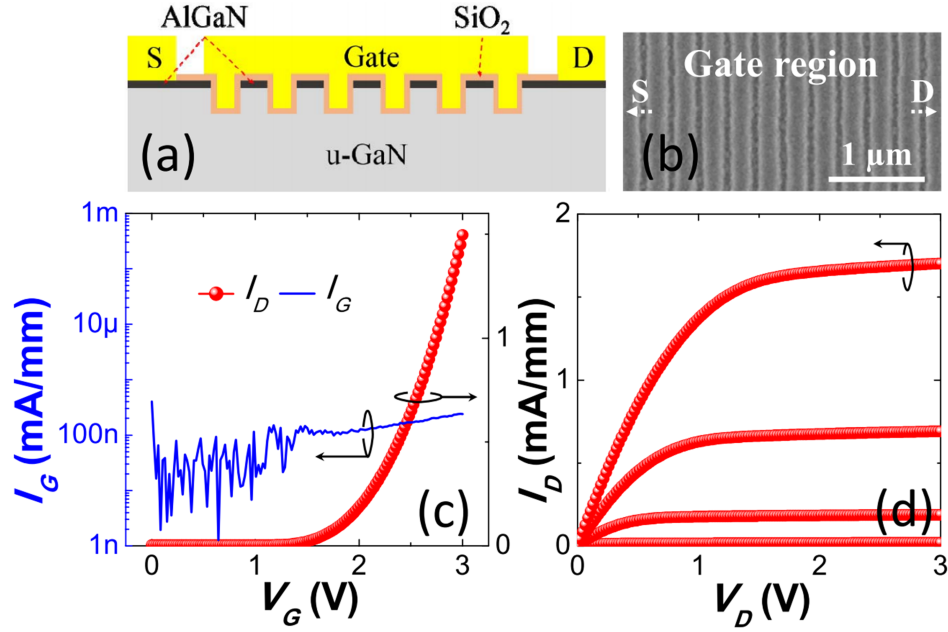 AlGaN SiO₂
S Gate D
u-GaN
(a)
Gate region
S D
1 µm
(b)
1m
10µ
100n
1n
I_G (mA/mm)
I_D I_G
1
0
0 1 2 3
V_G (V)
(c)
2
1
0
I_D (mA/mm)
0 1 2 3
V_D (V)
(d)